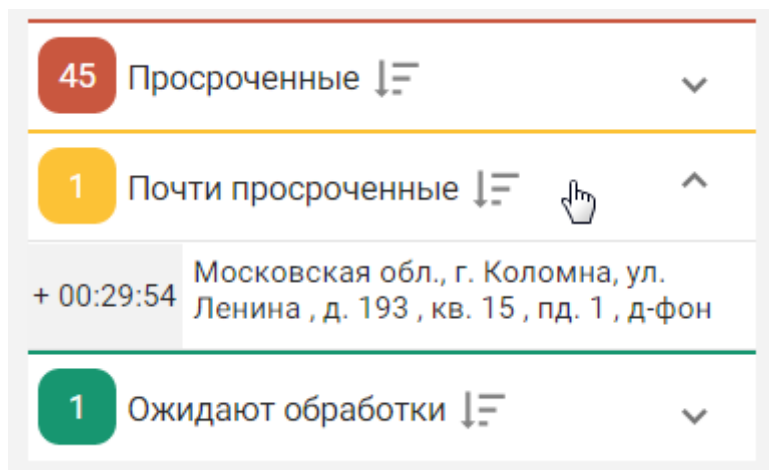 45 Просроченные
1 Почти просроченные
+ 00:29:54 Московская обл., г. Коломна, ул.
Ленина , д. 193 , кв. 15 , пд. 1 , д-фон
1 Ожидают обработки